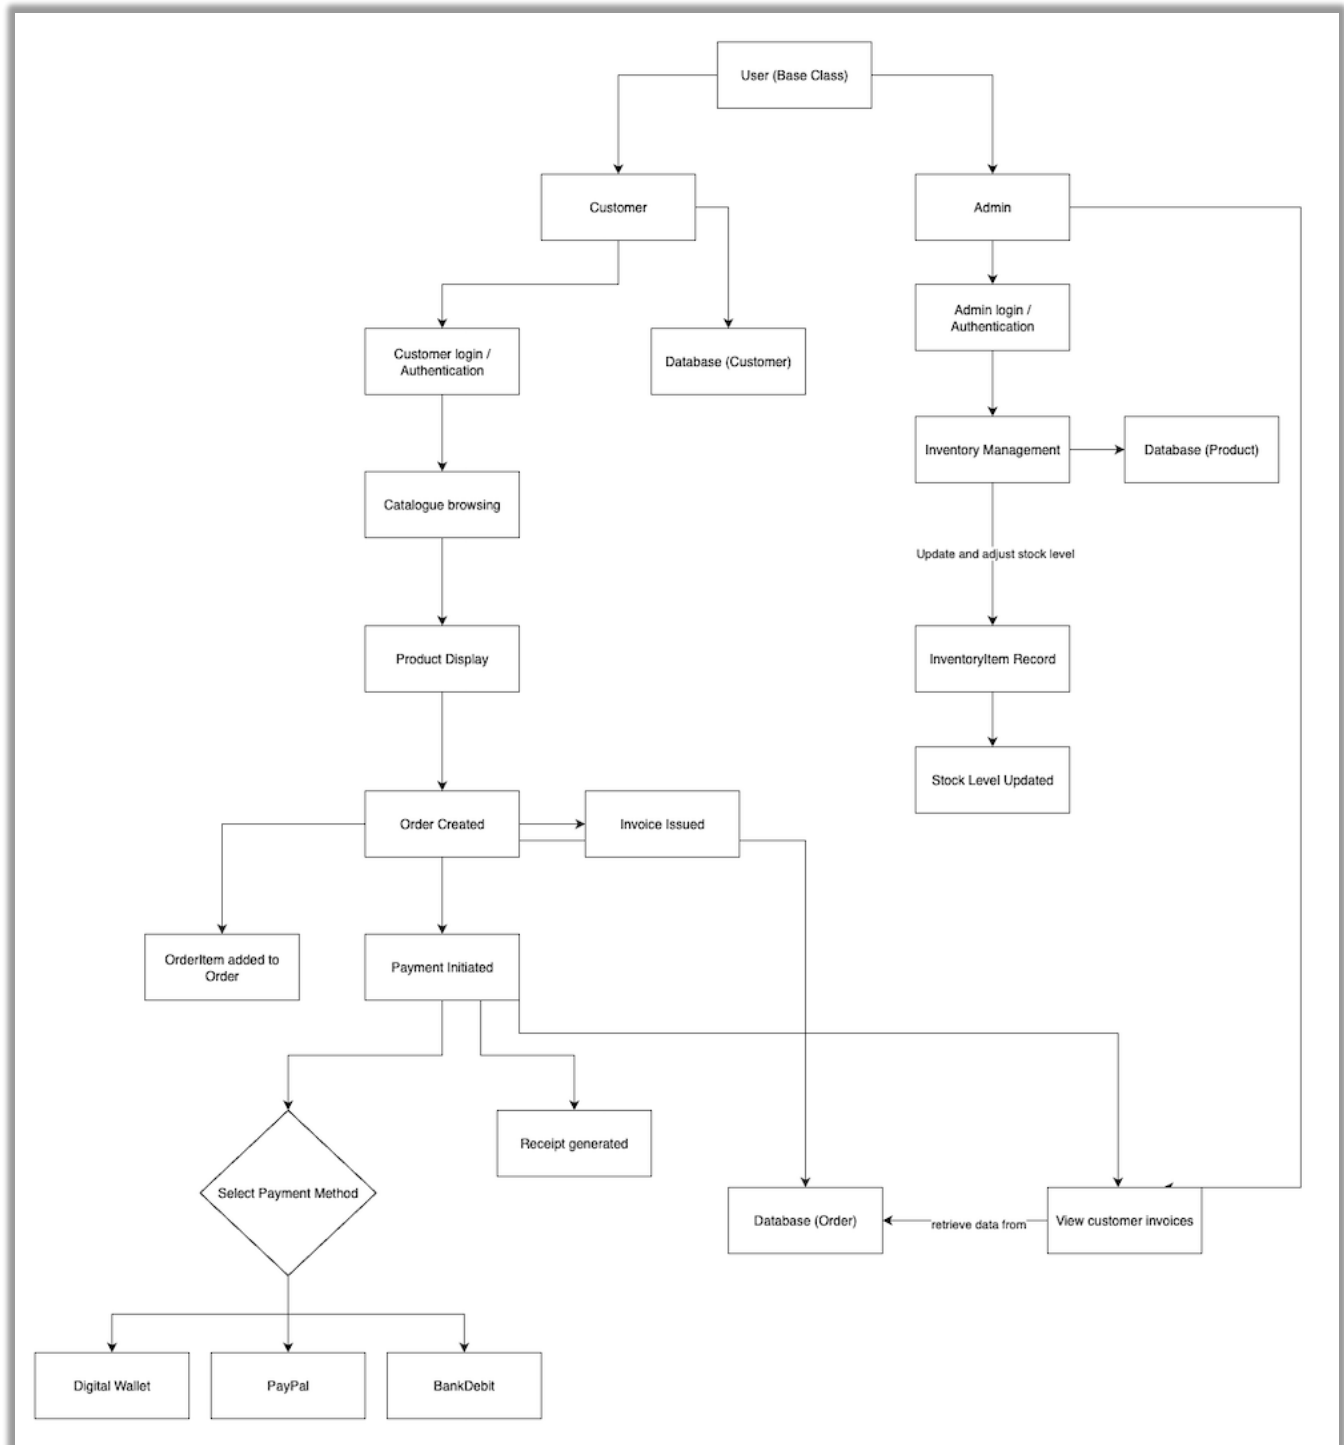 User (Base Class)
Customer
Admin
Admin login /
Authentication
Customer login /
Authentication
Database (Customer)
Inventory Management
Database (Product)
Catalogue browsing
Update and adjust stock level
Product Display
InventoryItem Record
Stock Level Updated
Order Created
Invoice Issued
OrderItem added to
Order
Payment Initiated
Receipt generated
Select Payment Method
Database (Order)
retrieve data from
View customer invoices
Digital Wallet
PayPal
BankDebit